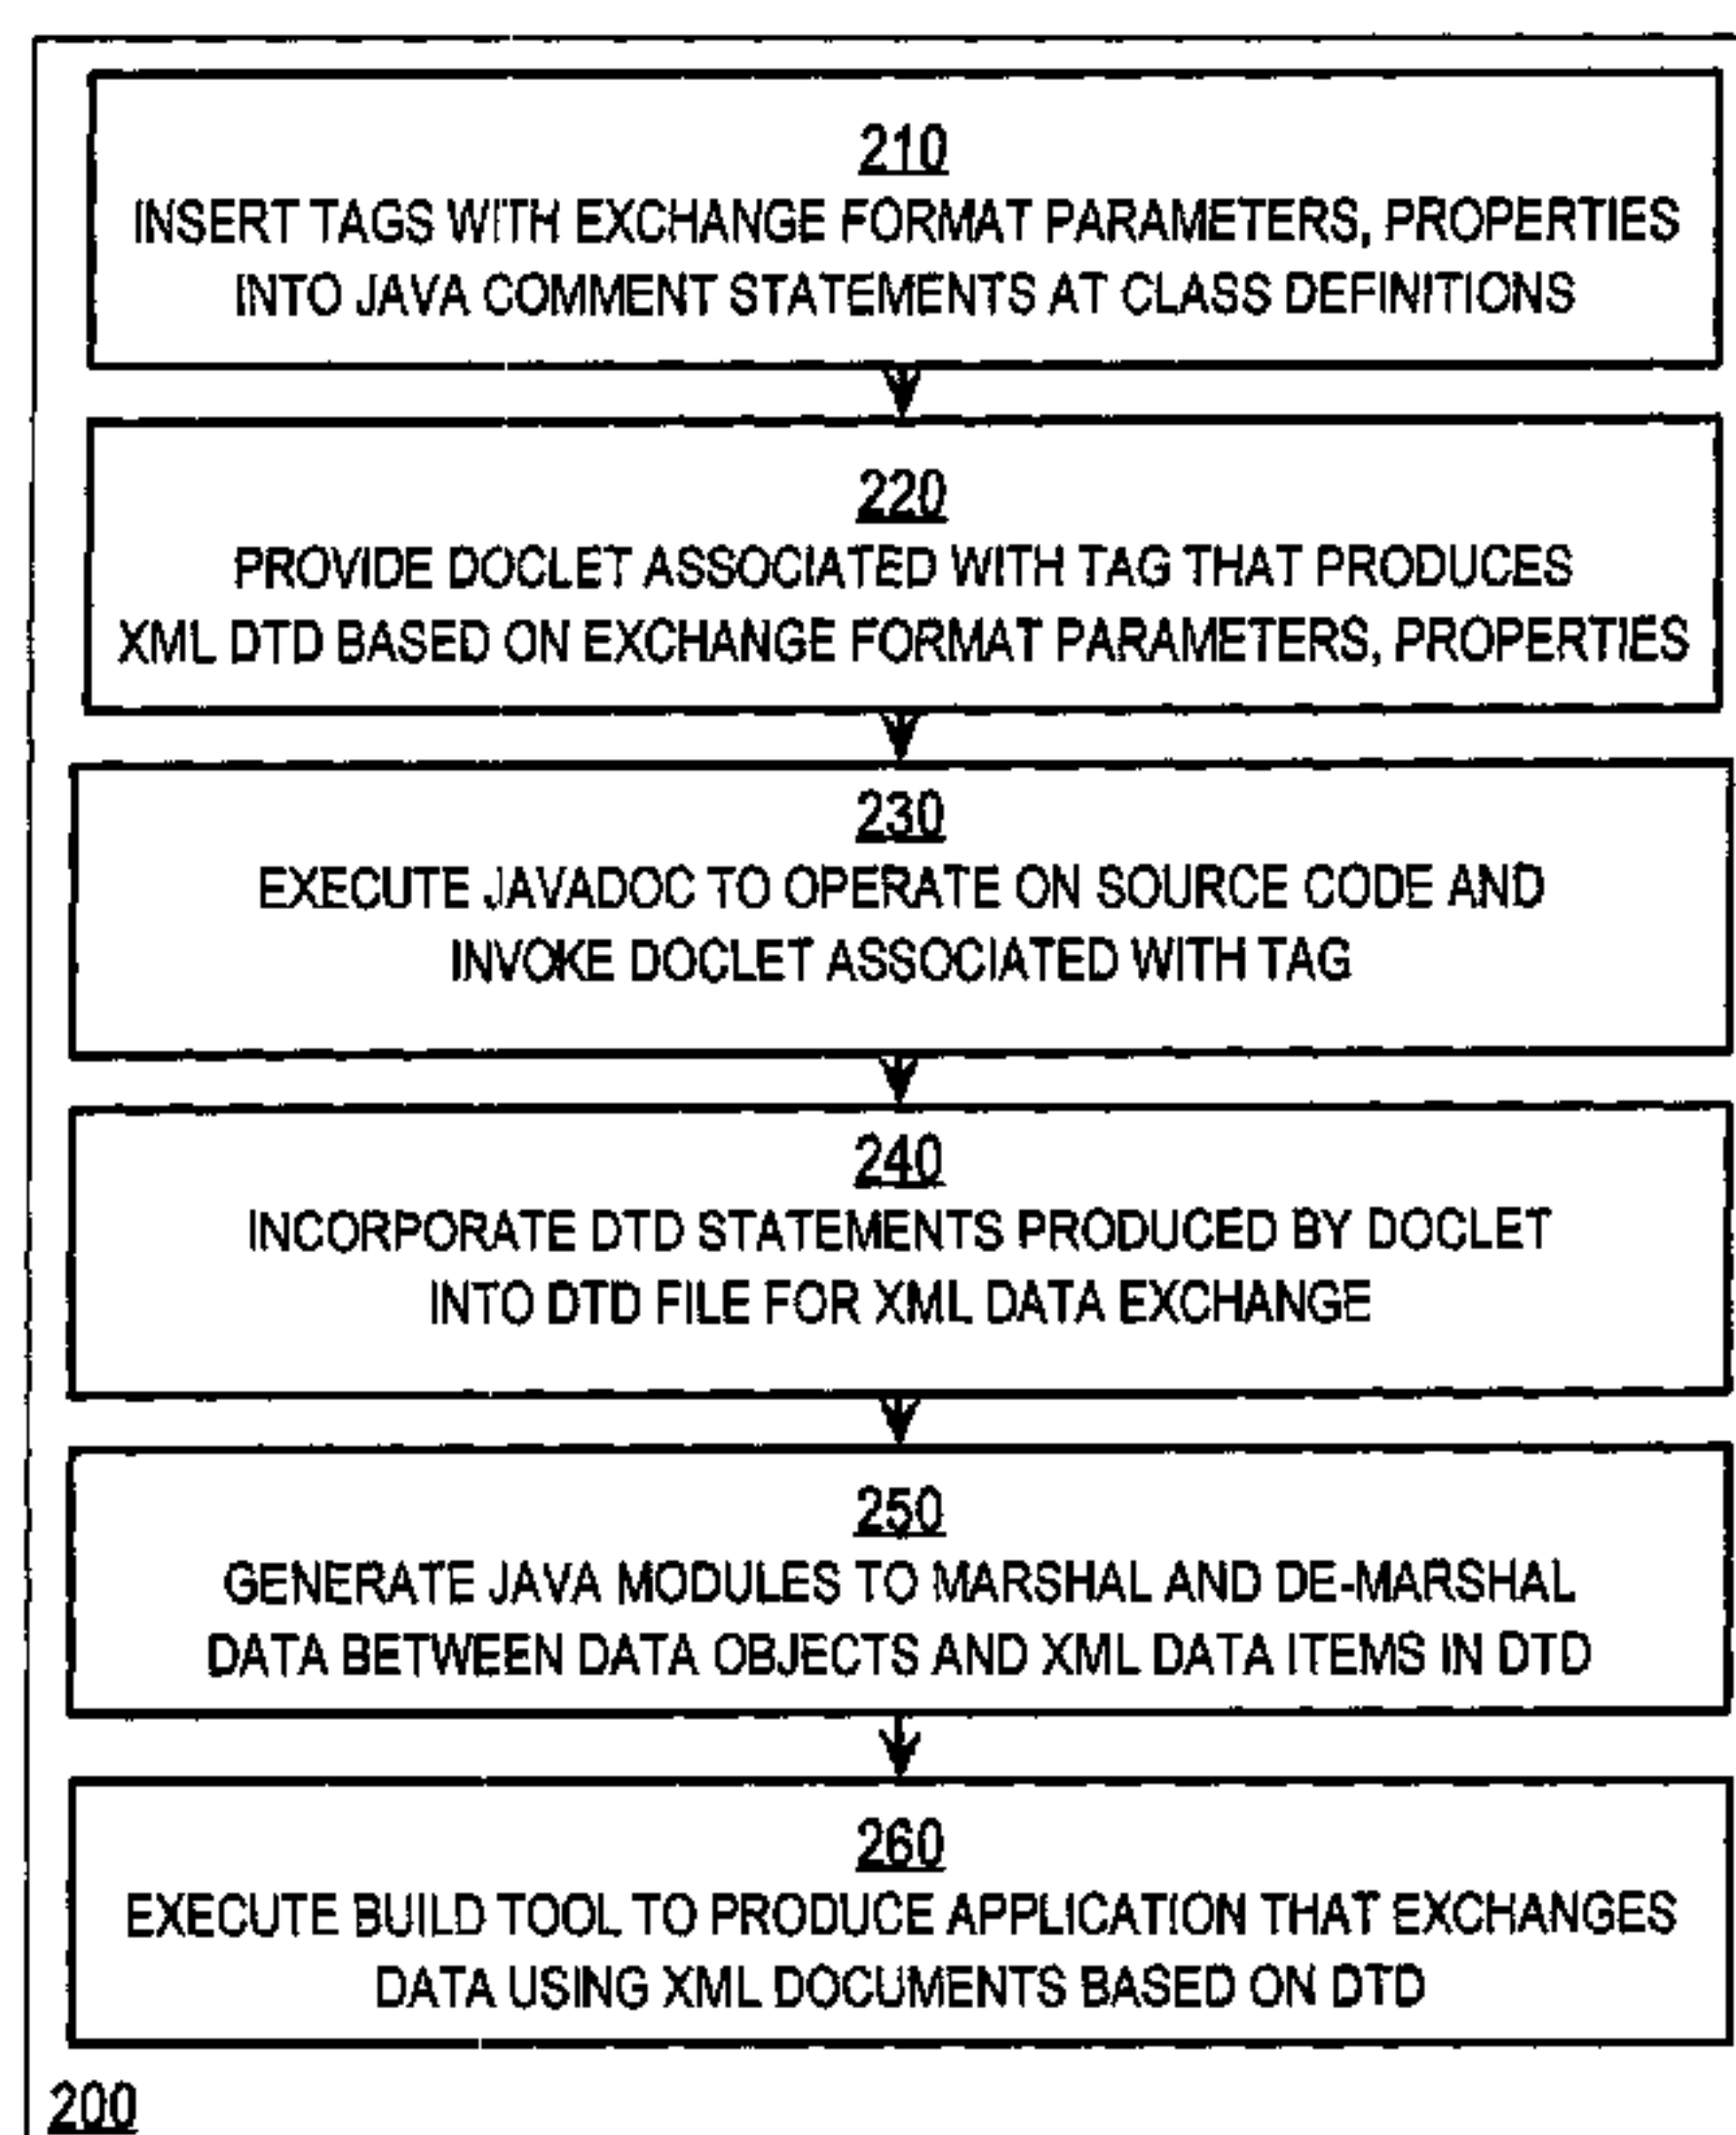 210
INSERT TAGS WITH EXCHANGE FORMAT PARAMETERS, PROPERTIES
INTO JAVA COMMENT STATEMENTS AT CLASS DEFINITIONS
220
PROVIDE DOCLET ASSOCIATED WITH TAG THAT PRODUCES
XML DTD BASED ON EXCHANGE FORMAT PARAMETERS, PROPERTIES
230
EXECUTE JAVADOC TO OPERATE ON SOURCE CODE AND
INVOKE DOCLET ASSOCIATED WITH TAG
240
INCORPORATE DTD STATEMENTS PRODUCED BY DOCLET
INTO DTD FILE FOR XML DATA EXCHANGE
250
GENERATE JAVA MODULES TO MARSHAL AND DE-MARSHAL
DATA BETWEEN DATA OBJECTS AND XML DATA ITEMS IN DTD
260
EXECUTE BUILD TOOL TO PRODUCE APPLICATION THAT EXCHANGES
DATA USING XML DOCUMENTS BASED ON DTD
200